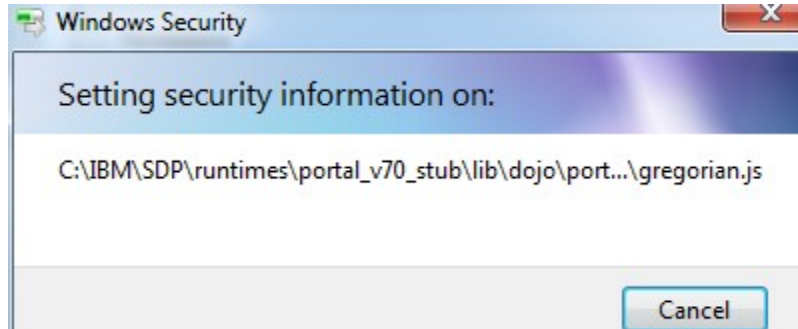 Windows Security
Setting security information on:
C:\IBM\SDP\runtimes\portal_v70_stub\lib\dojo\port...\gregorian.js
Cancel